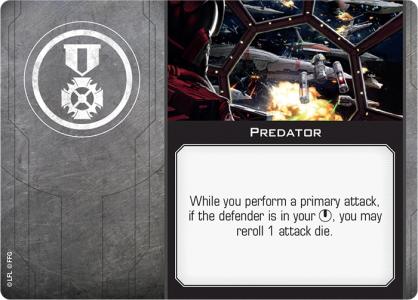 PREDATOR
While you perform a primary attack,
if the defender is in your , you may
reroll 1 attack die.
© LFL © FFG